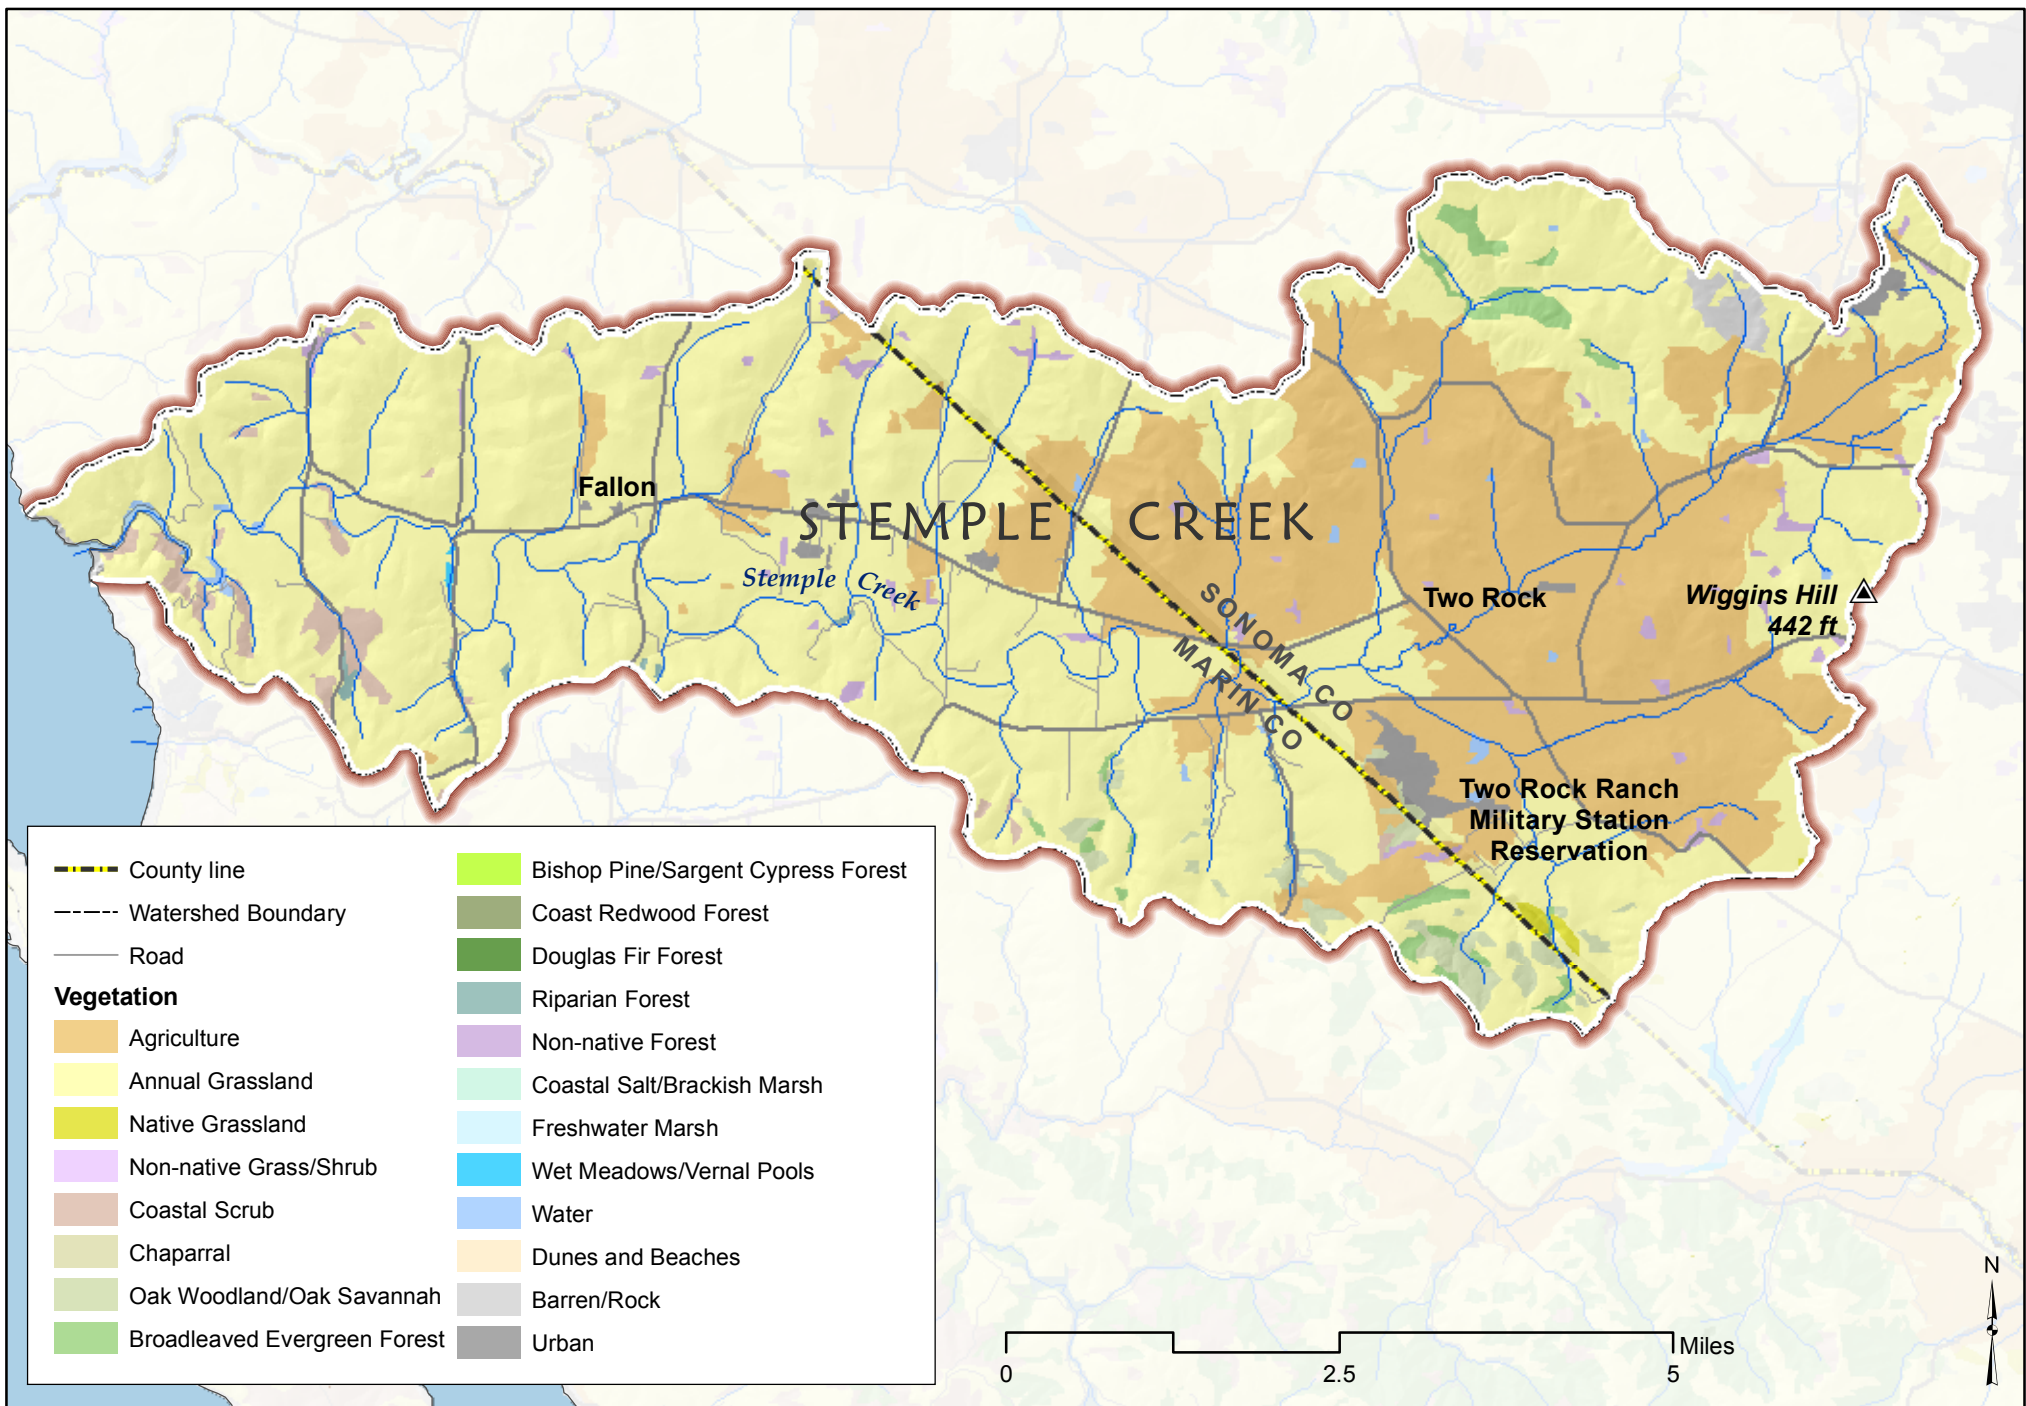 Fallon
STEMPLE CREEK
Stemple Creek
SONOMA CO
MARIN CO
Two Rock
Wiggins Hill
442 ft
Two Rock Ranch
Military Station
Reservation
County line
Watershed Boundary
Road
Vegetation
Agriculture
Annual Grassland
Native Grassland
Non-native Grass/Shrub
Coastal Scrub
Chaparral
Oak Woodland/Oak Savannah
Broadleaved Evergreen Forest
Bishop Pine/Sargent Cypress Forest
Coast Redwood Forest
Douglas Fir Forest
Riparian Forest
Non-native Forest
Coastal Salt/Brackish Marsh
Freshwater Marsh
Wet Meadows/Vernal Pools
Water
Dunes and Beaches
Barren/Rock
Urban
Miles
0 2.5 5
N